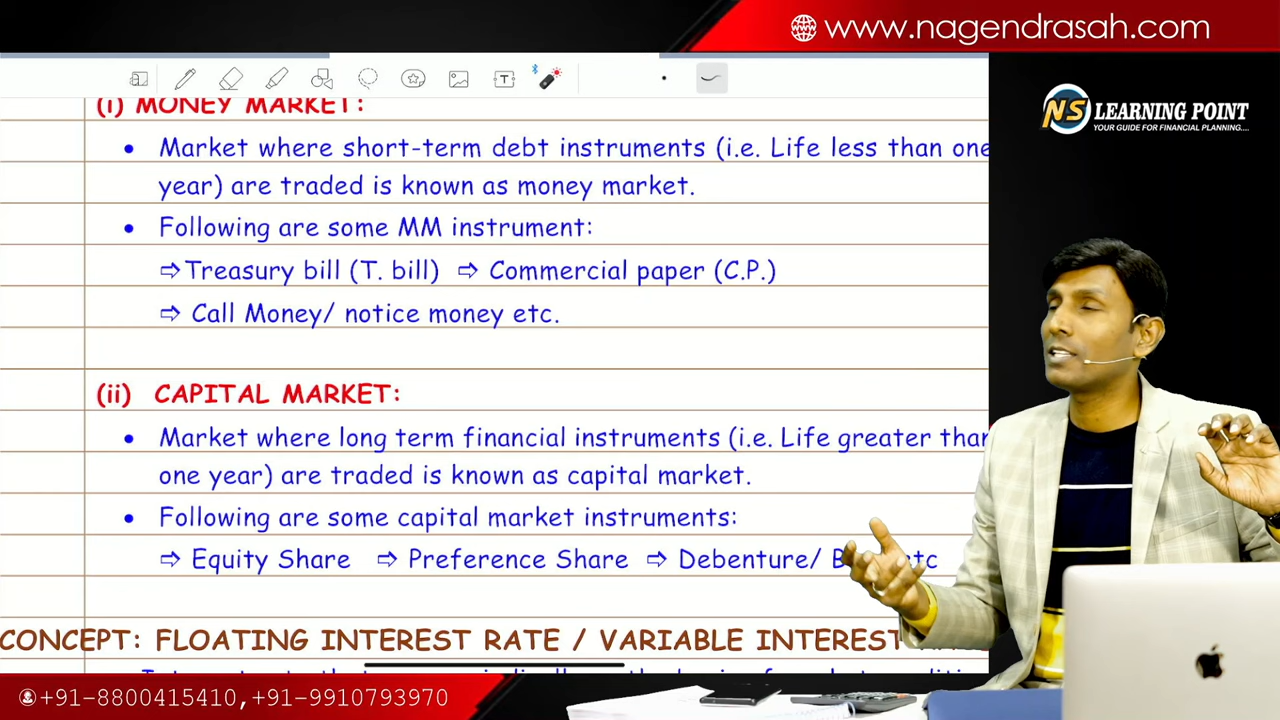 www.nagendrasah.com
NS LEARNING POINT
YOUR GUIDE FOR FINANCIAL PLANNING....
(i) MONEY MARKET:
• Market where short-term debt instruments (i.e. Life less than one
year) are traded is known as money market.
• Following are some MM instrument:
⇨Treasury bill (T. bill) ⇨ Commercial paper (C.P.)
⇨ Call Money/ notice money etc.
(ii) CAPITAL MARKET:
• Market where long term financial instruments (i.e. Life greater than
one year) are traded is known as capital market.
• Following are some capital market instruments:
⇨ Equity Share ⇨ Preference Share ⇨ Debenture/ etc
CONCEPT: FLOATING INTEREST RATE / VARIABLE INTEREST
+91-8800415410,+91-9910793970